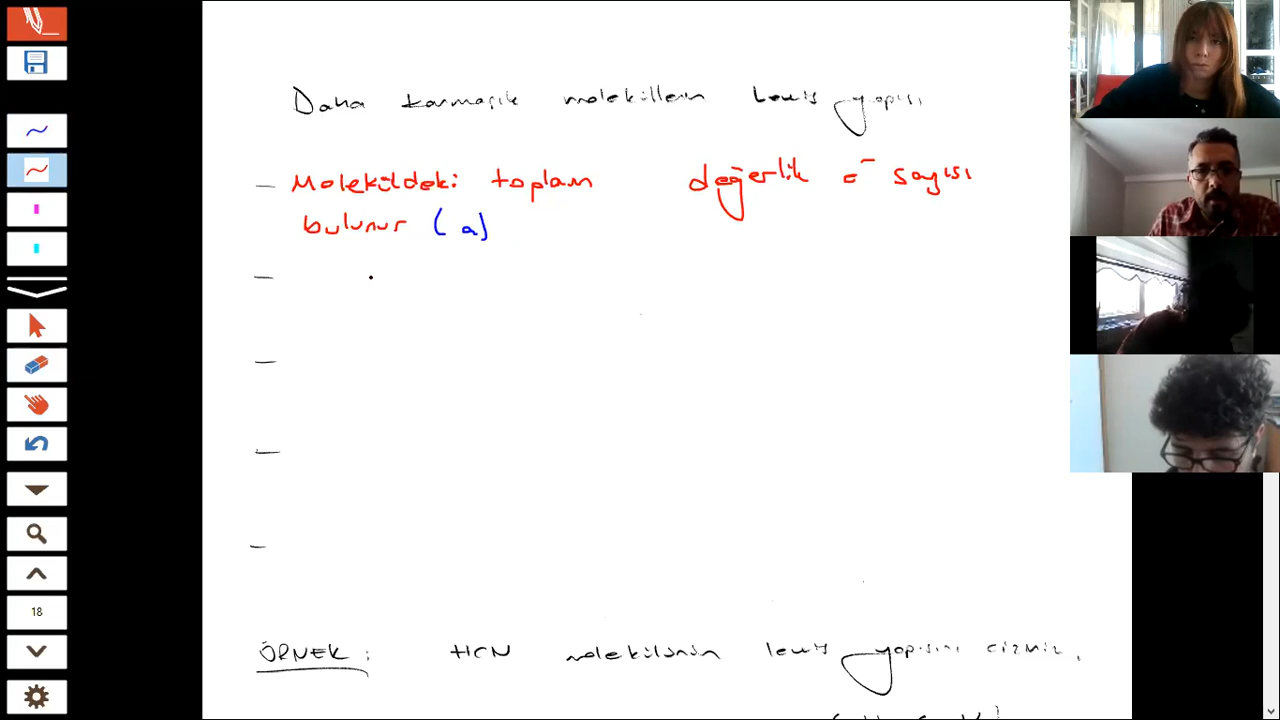 Daha karmaşık moleküllerin lewis yapısı
– Moleküldeki toplam değerlik e⁻ sayısı
bulunur (a)
–
–
–
–
ÖRNEK: HCN molekülünün lewis yapısını çiziniz.
18